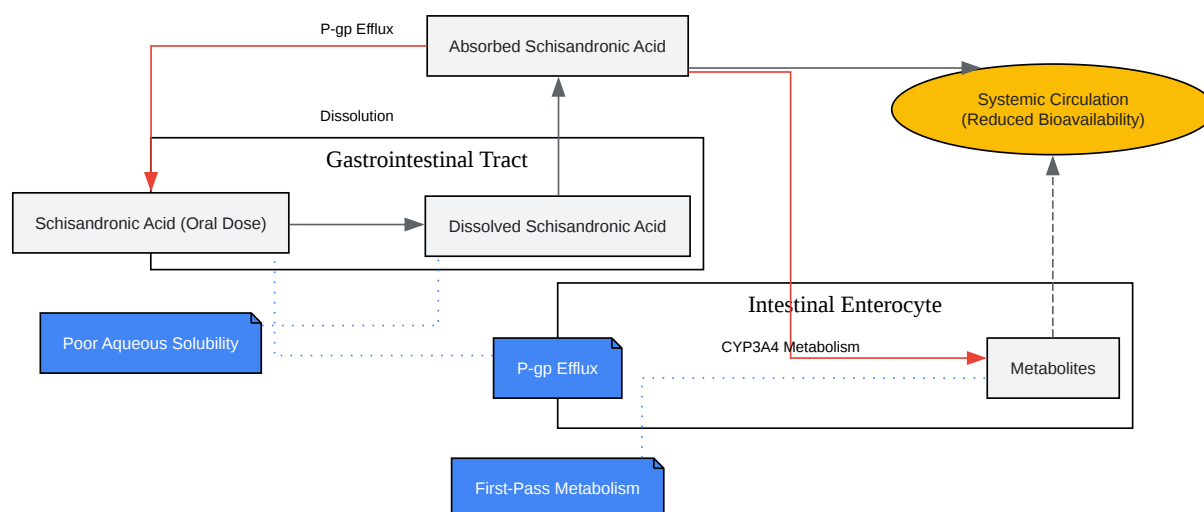 P-gp Efflux
Absorbed Schisandronic Acid
Systemic Circulation
(Reduced Bioavailability)
Dissolution
Gastrointestinal Tract
Schisandronic Acid (Oral Dose)
Dissolved Schisandronic Acid
Intestinal Enterocyte
Poor Aqueous Solubility
CYP3A4 Metabolism
P-gp Efflux
Metabolites
First-Pass Metabolism